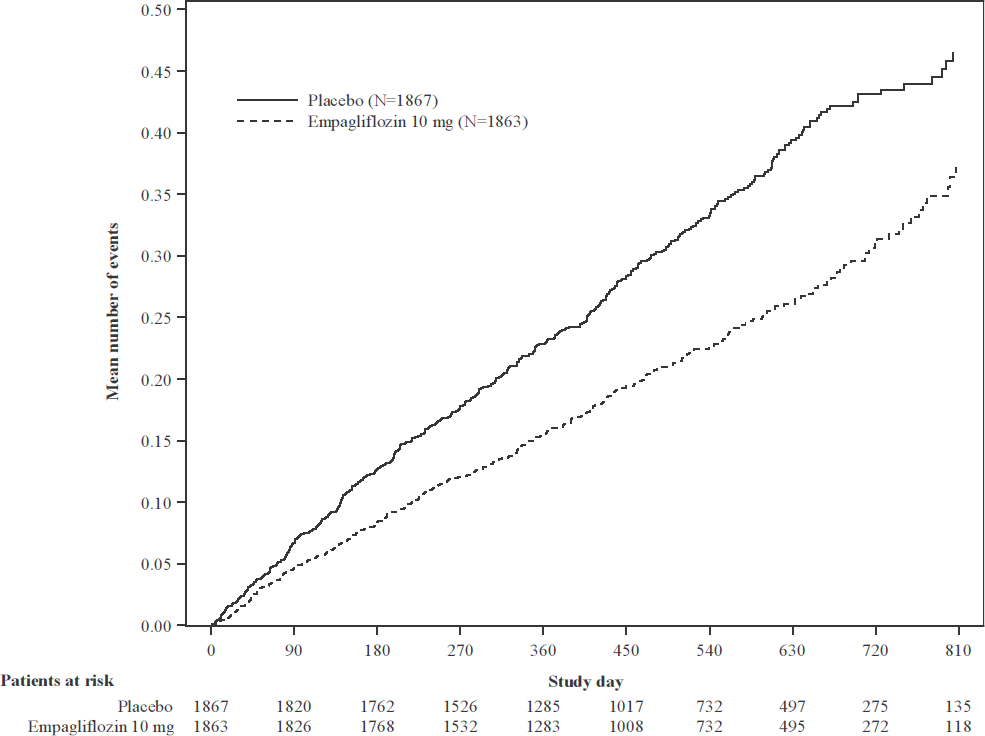 0.50
0.45
0.40
0.35
0.30
0.25
0.20
0.15
0.10
0.05
0.00
Mean number of events
Placebo (N=1867)
Empagliflozin 10 mg (N=1863)
0 90 180 270 360 450 540 630 720 810
Patients at risk Study day
Placebo 1867 1820 1762 1526 1285 1017 732 497 275 135
Empagliflozin 10 mg 1863 1826 1768 1532 1283 1008 732 495 272 118